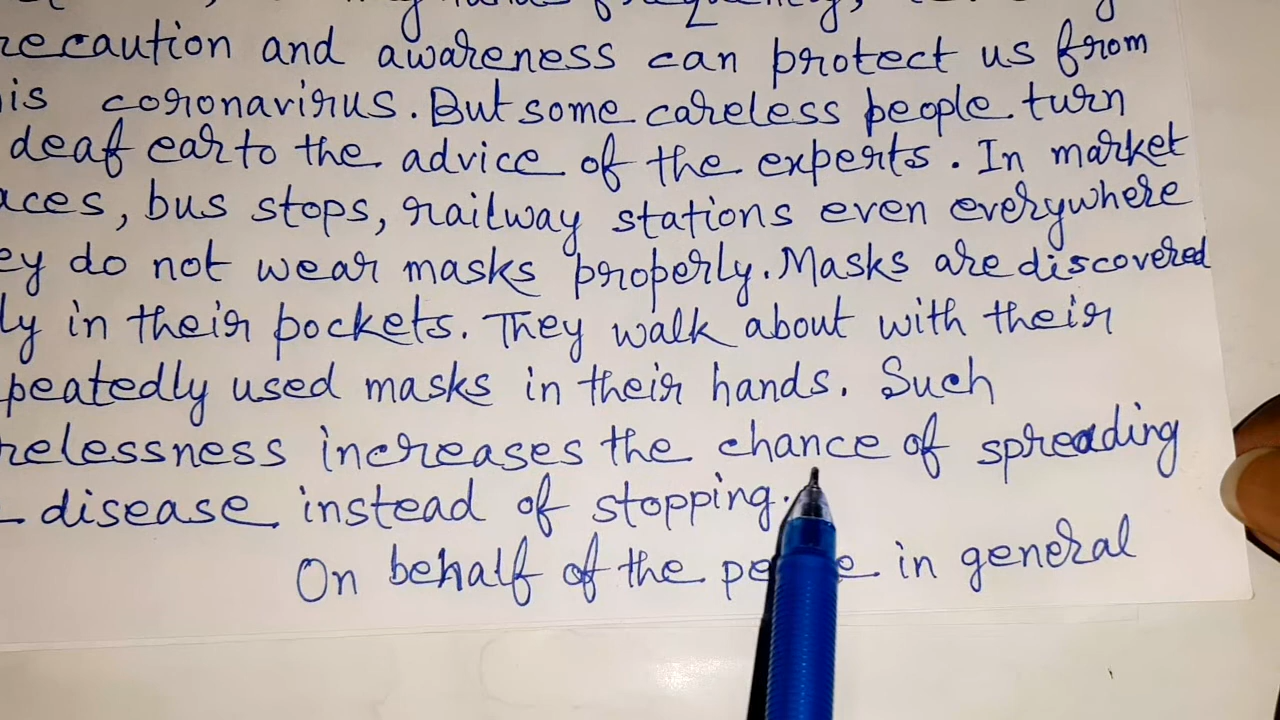 recaution and awareness can protect us from
is coronavirus. But some careless people turn
deaf ear to the advice of the experts. In market
aces, bus stops, railway stations even everywhere
ey do not wear masks properly. Masks are discovered
ly in their pockets. They walk about with their
peatedly used masks in their hands. Such
relessness increases the chance of spreading
disease instead of stopping.
On behalf of the in general